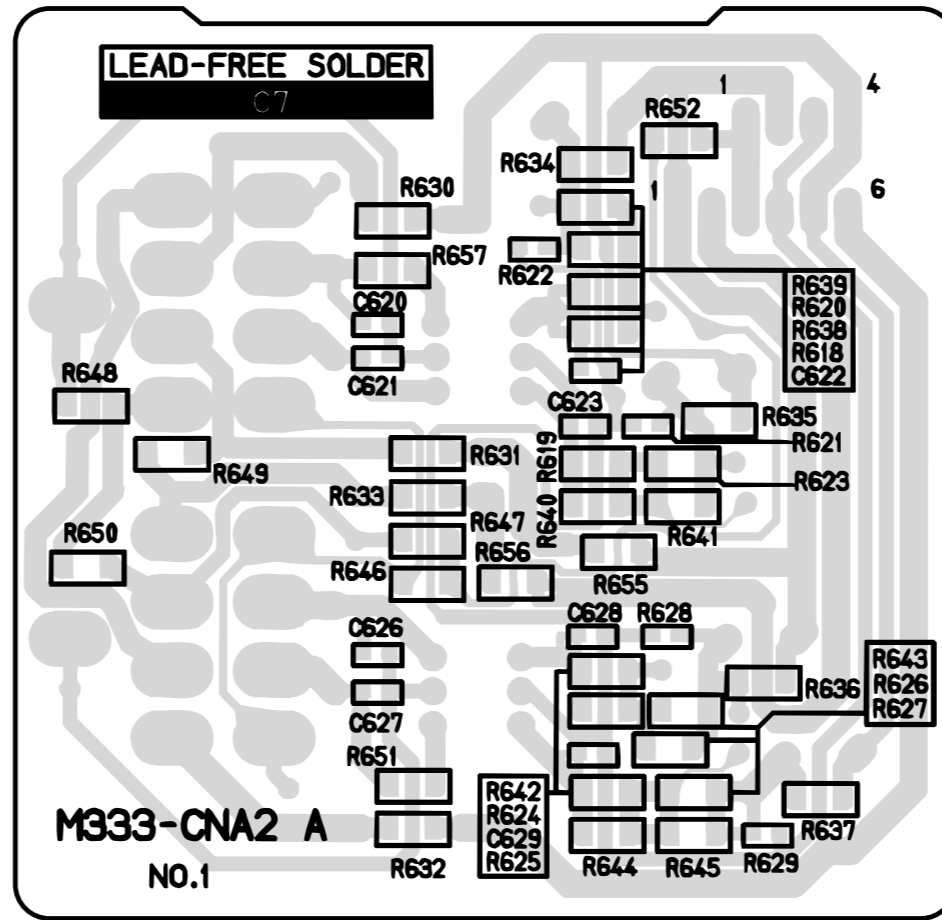 LEAD-FREE SOLDER
C7
1
4
R652
R634
R630
1
6
R657
R622
R639
R620
R638
R618
C622
C620
C621
R648
C623
R635
R621
R649
R631
R619
R623
R633
R640
R647
R641
R650
R656
R646
R655
C626
C628
R628
R643
R626
R627
R636
C627
R651
R642
R624
C629
R625
M333-CNA2 A
NO.1
R632
R644
R645
R629
R637